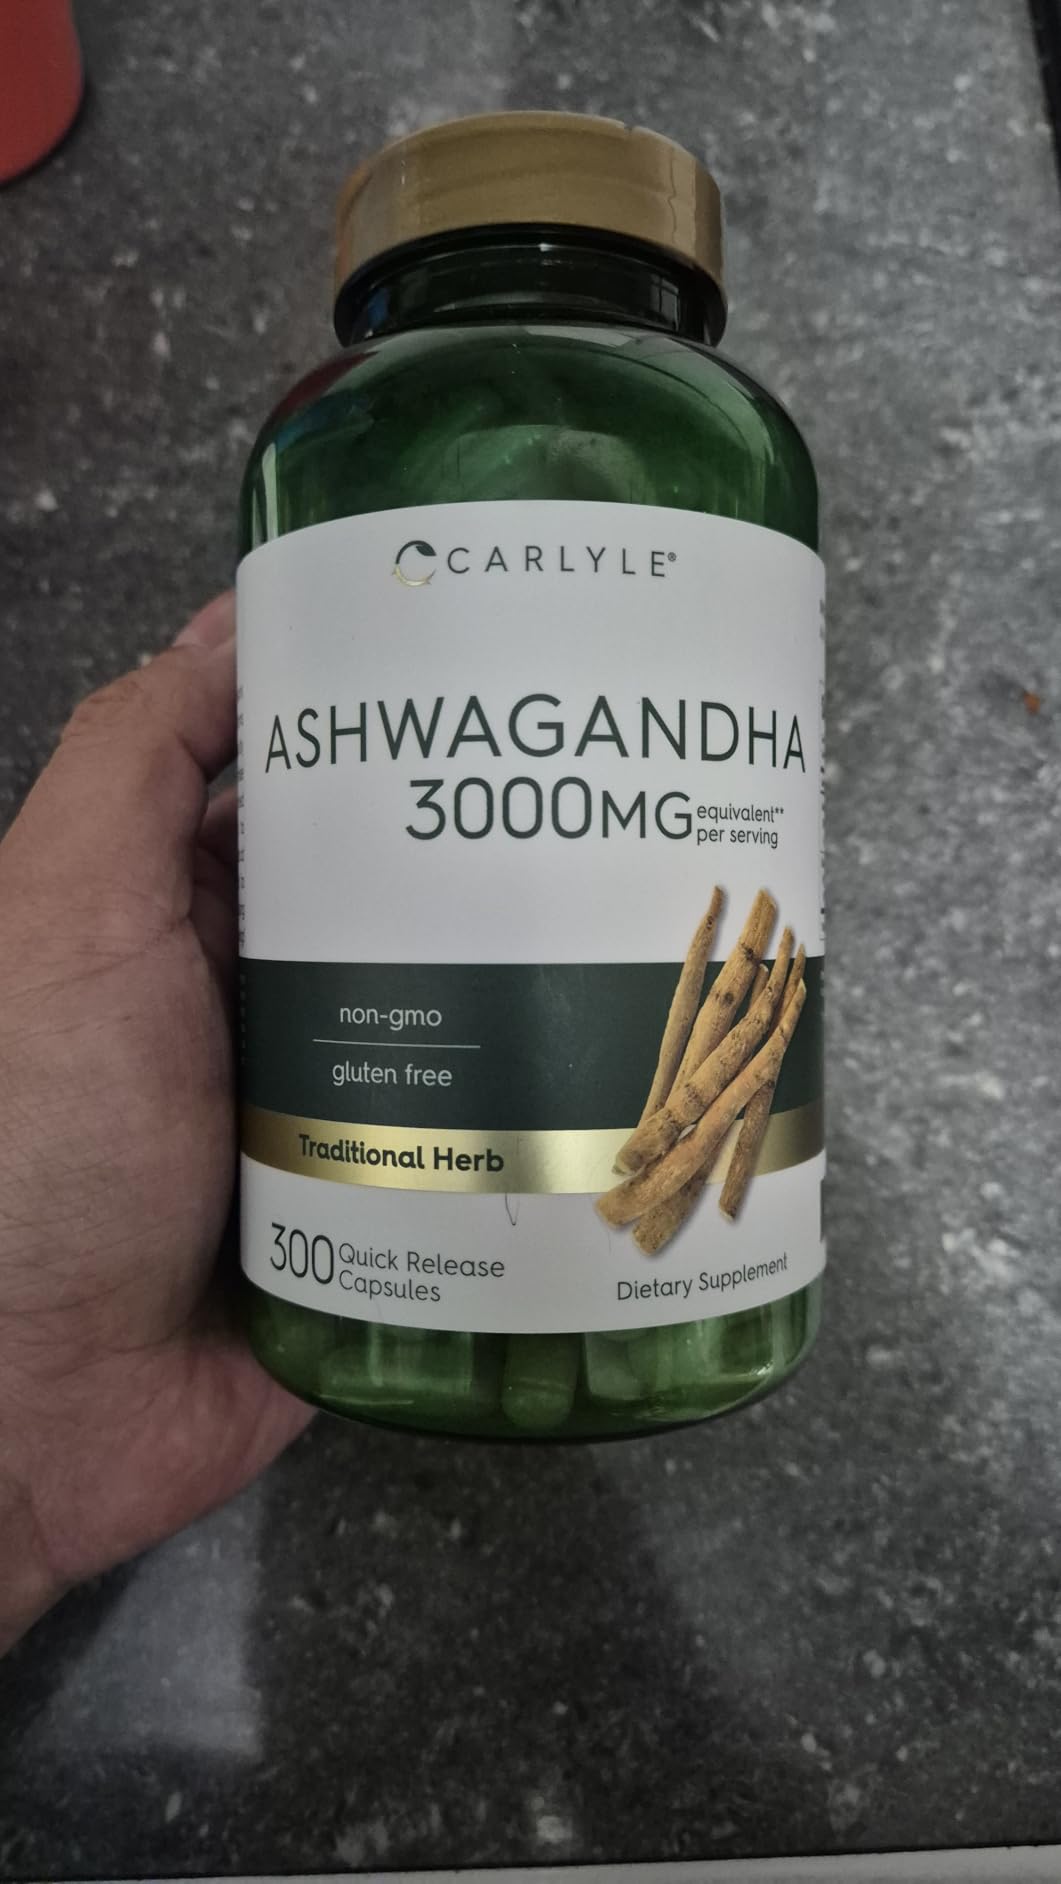 CARLYLE®
ASHWAGANDHA
3000MG equivalent**
per serving
non-gmo
gluten free
Traditional Herb
300 Quick Release
Capsules
Dietary Supplement